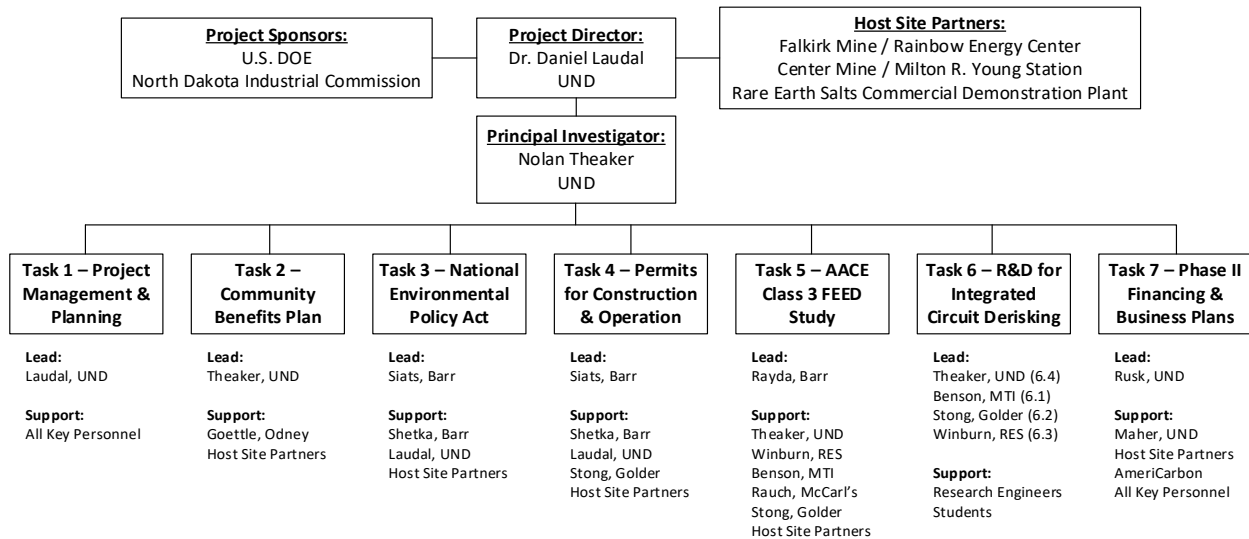 Project Sponsors:
U.S. DOE
North Dakota Industrial Commission
Project Director:
Dr. Daniel Laudal
UND
Host Site Partners:
Falkirk Mine / Rainbow Energy Center
Center Mine / Milton R. Young Station
Rare Earth Salts Commercial Demonstration Plant
Principal Investigator:
Nolan Theaker
UND
Task 1 – Project
Management &
Planning
Lead:
Laudal, UND
Support:
All Key Personnel
Task 2 –
Community
Benefits Plan
Lead:
Theaker, UND
Support:
Goettle, Odney
Host Site Partners
Task 3 – National
Environmental
Policy Act
Lead:
Siats, Barr
Support:
Shetka, Barr
Laudal, UND
Host Site Partners
Task 4 – Permits
for Construction
& Operation
Lead:
Siats, Barr
Support:
Shetka, Barr
Laudal, UND
Stong, Golder
Host Site Partners
Task 5 – AACE
Class 3 FEED
Study
Lead:
Rayda, Barr
Support:
Theaker, UND
Winburn, RES
Benson, MTI
Rauch, McCarl’s
Stong, Golder
Host Site Partners
Task 6 – R&D for
Integrated
Circuit Derisking
Lead:
Theaker, UND (6.4)
Benson, MTI (6.1)
Stong, Golder (6.2)
Winburn, RES (6.3)
Support:
Research Engineers
Students
Task 7 – Phase II
Financing &
Business Plans
Lead:
Rusk, UND
Support:
Maher, UND
Host Site Partners
AmeriCarbon
All Key Personnel